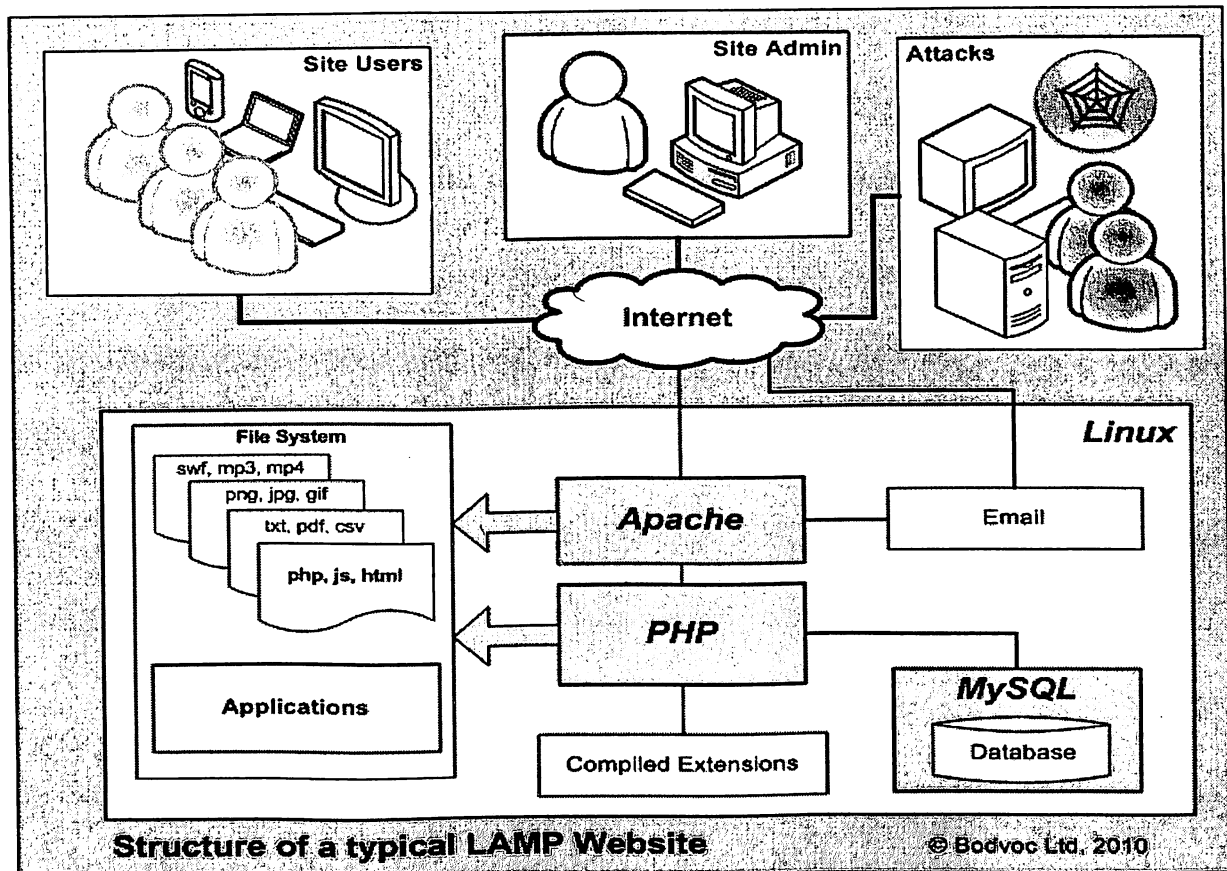 Site Users
Site Admin
Attacks
Internet
Linux
File System
swf, mp3, mp4
png, jpg, gif
txt, pdf, csv
php, js, html
Applications
Apache
Email
PHP
MySQL
Database
Compiled Extensions
Structure of a typical LAMP Website
© Bodvoc Ltd, 2010